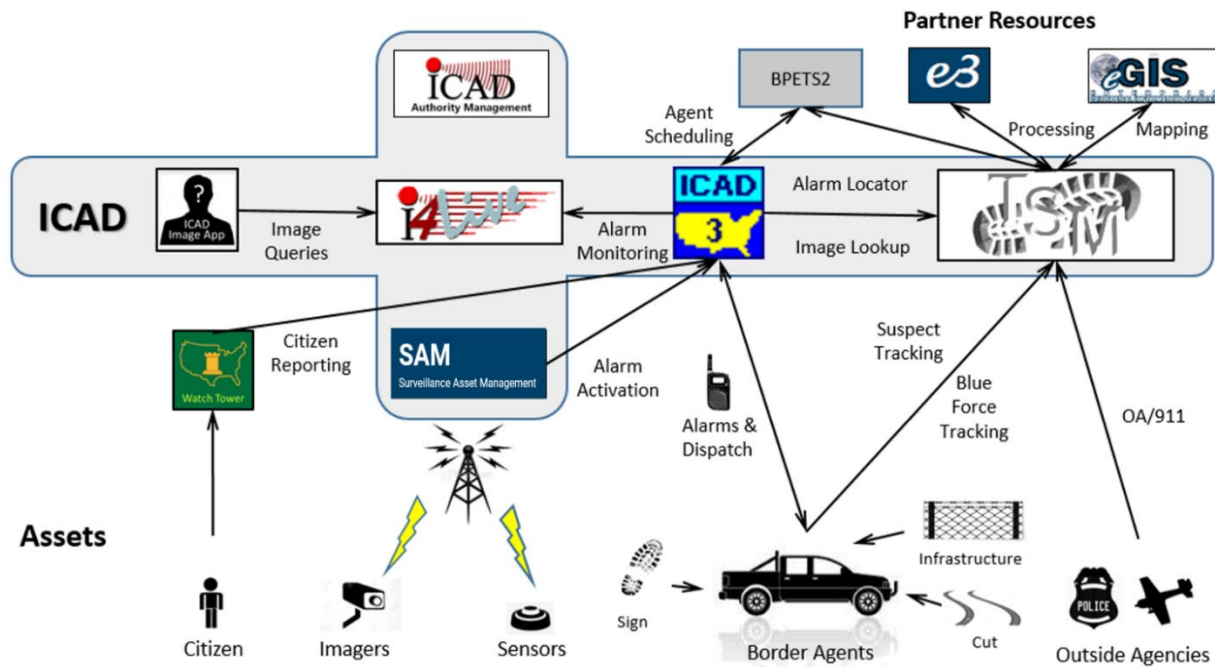 Partner Resources
ICAD
Authority Management
BPETS2
e3
eGIS
Agent
Scheduling
Processing
Mapping
ICAD
?
ICAD
Image App
Image
Queries
i4Live
Alarm
Monitoring
ICAD
3
Alarm Locator
Image Lookup
TSM
Watch Tower
Citizen
Reporting
SAM
Surveillance Asset Management
Alarm
Activation
Alarms &
Dispatch
Suspect
Tracking
Blue
Force
Tracking
OA/911
Assets
Citizen
Imagers
Sensors
Sign
Border Agents
Infrastructure
Cut
POLICE
Outside Agencies